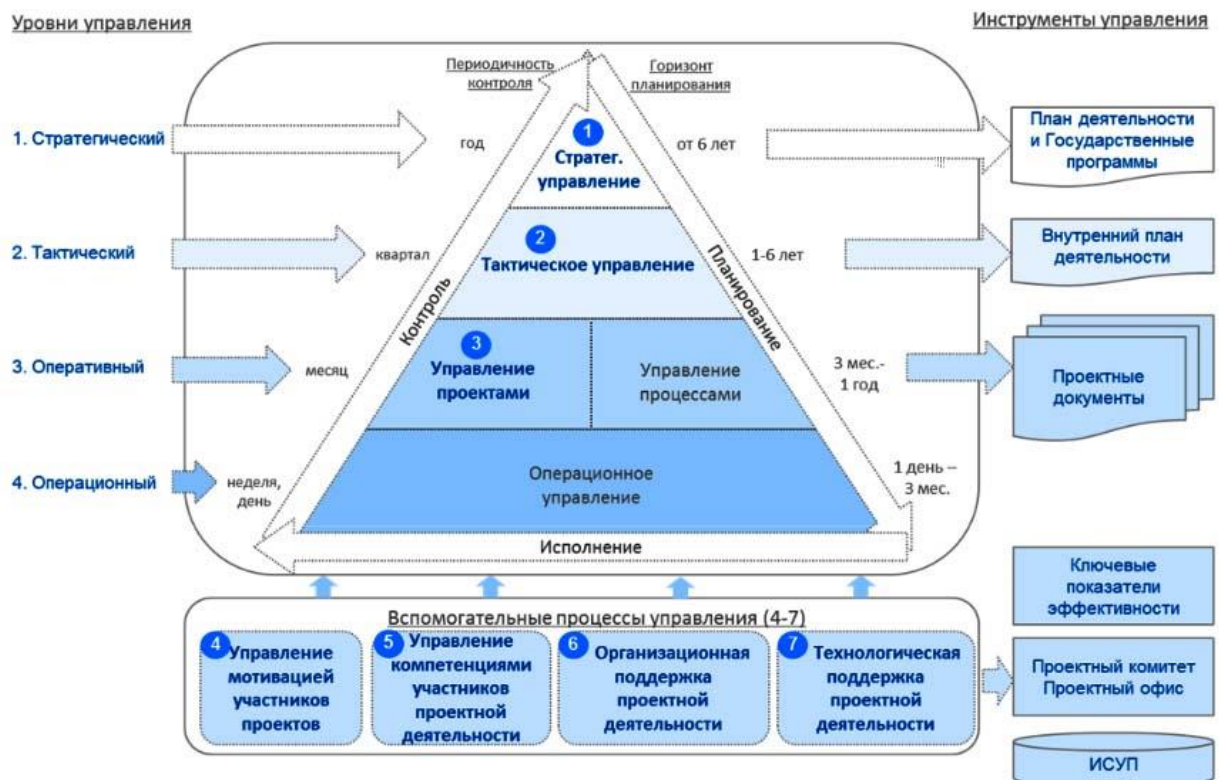 Уровни управления
Инструменты управления
Периодичность
контроля
Горизонт
планирования
1. Стратегический
год
1
Стратег.
управление
от 6 лет
План деятельности
и Государственные
программы
2. Тактический
квартал
2
Тактическое управление
1-6 лет
Внутренний план
деятельности
Контроль
Планирование
3. Оперативный
месяц
3
Управление
проектами
Управление
процессами
3 мес.-
1 год
Проектные
документы
4. Операционный
неделя,
день
Операционное
управление
1 день –
3 мес.
Исполнение
Ключевые
показатели
эффективности
Вспомогательные процессы управления (4-7)
4
Управление
мотивацией
участников
проектов
5
Управление
компетенциями
участников
проектной
деятельности
6
Организационная
поддержка
проектной
деятельности
7
Технологическая
поддержка
проектной
деятельности
Проектный комитет
Проектный офис
ИСУП